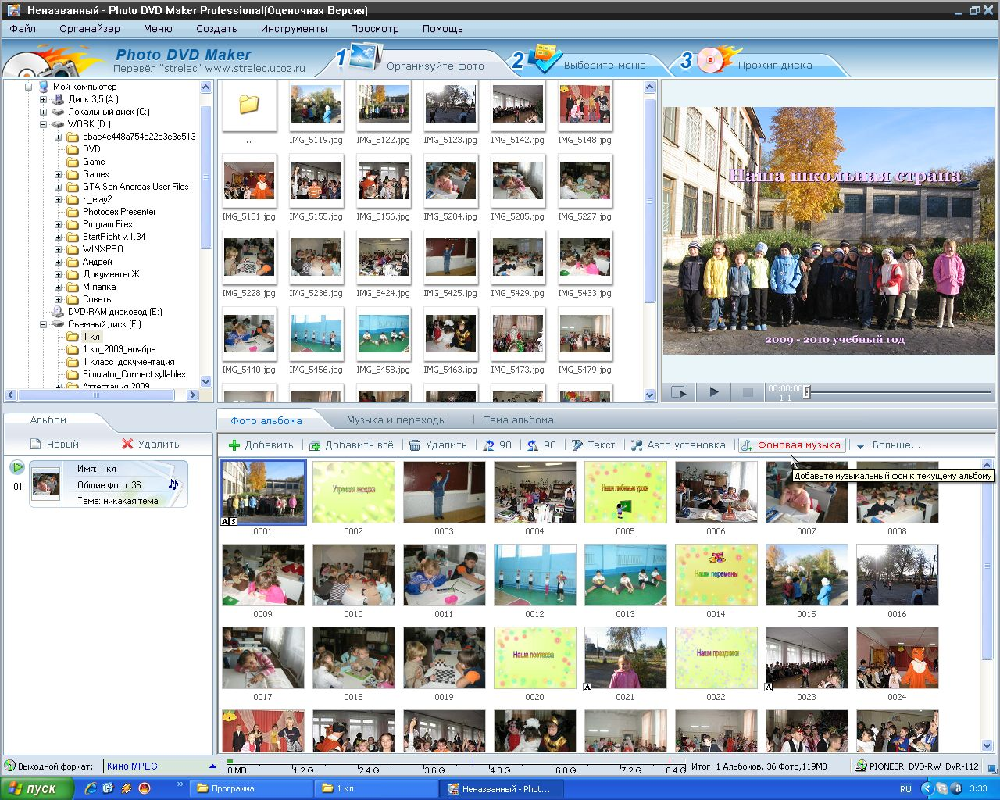 Неназванный - Photo DVD Maker Professional(Оценочная Версия)
Файл Органайзер Меню Создать Инструменты Просмотр Помощь
Photo DVD Maker
Перевёл "strelec" www.strelec.ucoz.ru
1 Организуйте фото
2 Выберите меню
3 Прожиг диска
Мой компьютер
Диск 3,5 (A:)
Локальный диск (C:)
WORK (D:)
cbac4e448a754e22d3c3c513
DVD
Game
Games
GTA San Andreas User Files
h_ejay2
Photodex Presenter
Program Files
StartRight v.1.34
WINXPRO
Андрей
Документы Ж
М.папка
Советы
DVD-RAM дисковод (E:)
Съемный диск (F:)
1 кл
1 кл_2009_ноябрь
1 класс_документация
Simulator_Connect syllables
Аттестация 2009
.. IMG_5119.jpg IMG_5122.jpg IMG_5123.jpg IMG_5142.jpg IMG_5148.jpg
IMG_5151.jpg IMG_5155.jpg IMG_5156.jpg IMG_5204.jpg IMG_5205.jpg IMG_5227.jpg
IMG_5228.jpg IMG_5236.jpg IMG_5424.jpg IMG_5425.jpg IMG_5429.jpg IMG_5433.jpg
IMG_5440.jpg IMG_5456.jpg IMG_5458.jpg IMG_5463.jpg IMG_5473.jpg IMG_5479.jpg
Наша школьная страна
2009 - 2010 учебный год
00:00:00
1-1
Альбом
Новый Удалить
01
Имя: 1 кл
Общие фото: 36
Тема: никакая тема
Фото альбома Музыка и переходы Тема альбома
Добавить Добавить всё Удалить 90 90 Текст Авто установка Фоновая музыка Больше...
Добавьте музыкальный фон к текущему альбому
Утренняя зарядка
Наши любимые уроки
A S
0001 0002 0003 0004 0005 0006 0007 0008
Наши перемены
0009 0010 0011 0012 0013 0014 0015 0016
Наша поэтесса
Наши праздники
A A
0017 0018 0019 0020 0021 0022 0023 0024
Выходной формат: Кино MPEG
0 MB 1.2 G 2.4 G 3.6 G 4.8 G 6.0 G 7.2 G 8.4 G
Итог: 1 Альбомов, 36 Фото,119MB
PIONEER DVD-RW DVR-112
пуск
Программа
1 кл
Неназванный - Phot...
RU
3:33